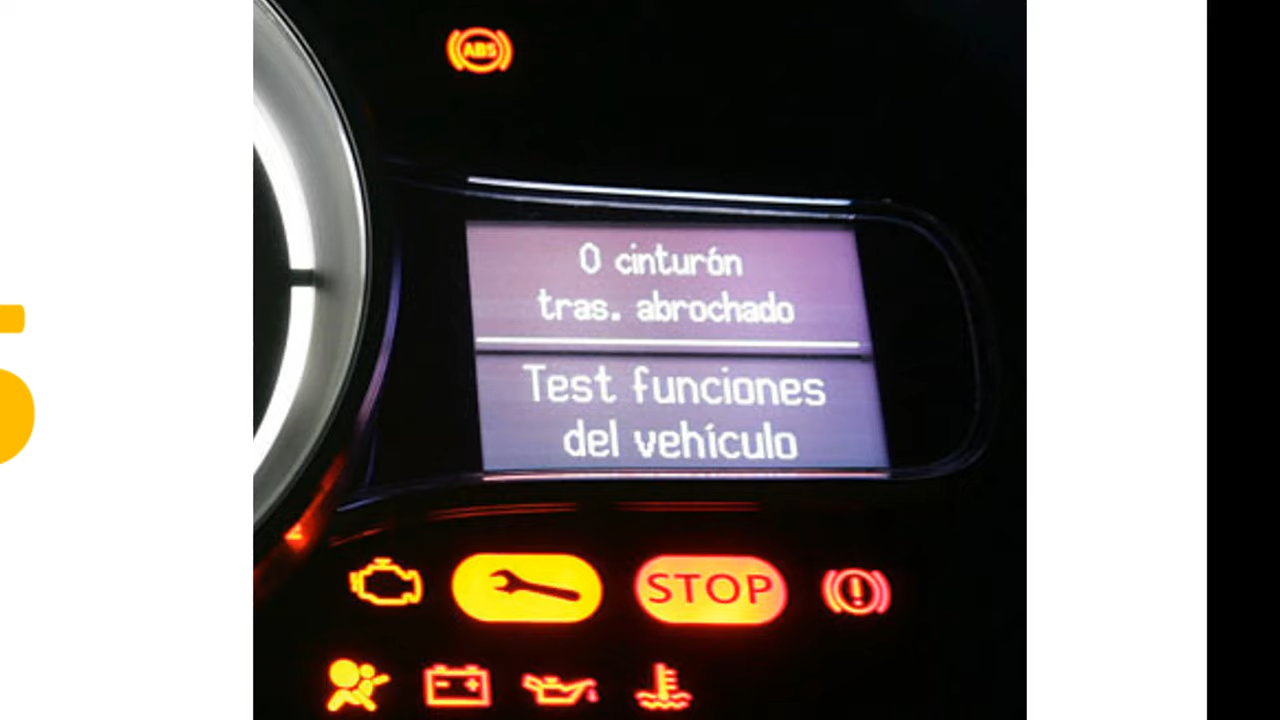 ABS
0 cinturón
tras. abrochado
Test funciones
del vehículo
STOP